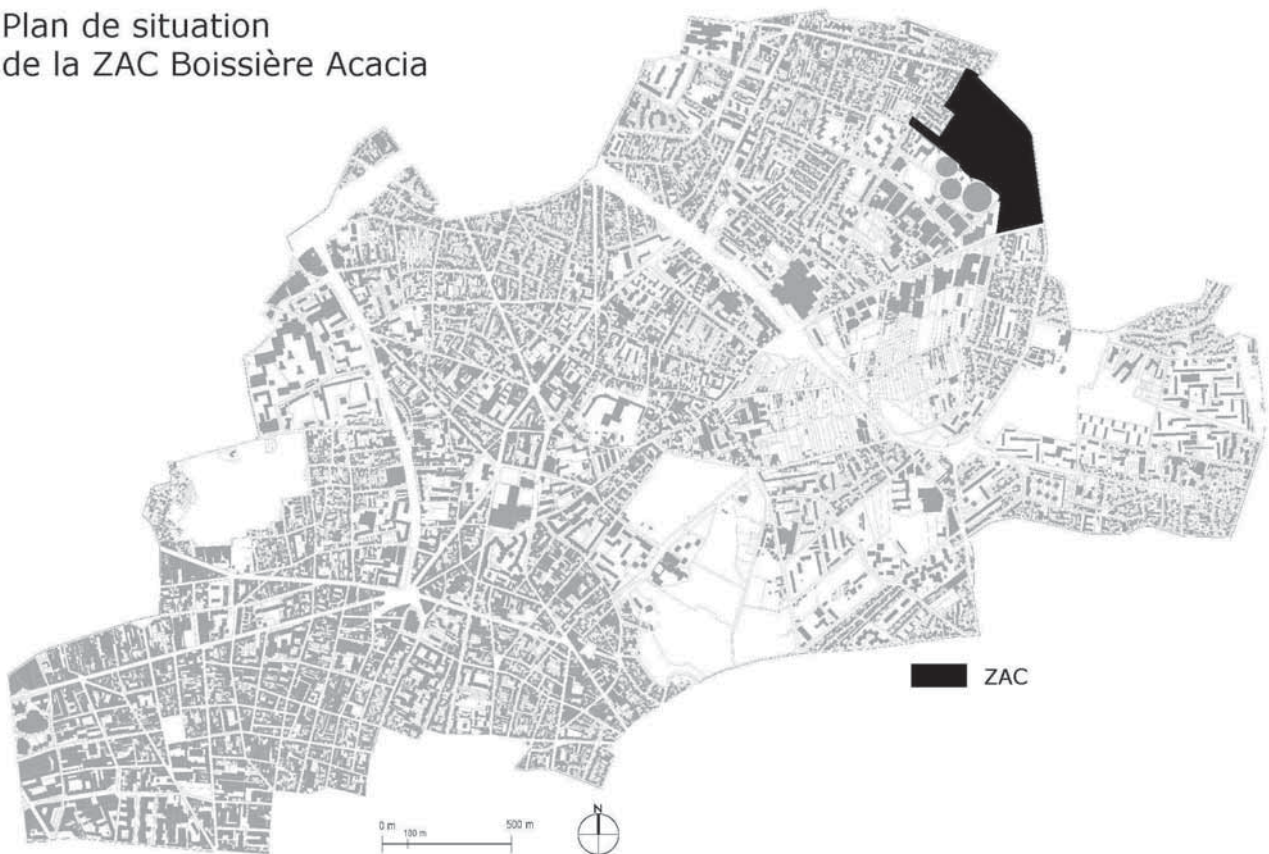 Plan de situation
de la ZAC Boissière Acacia
ZAC
0 m 100 m 500 m
N